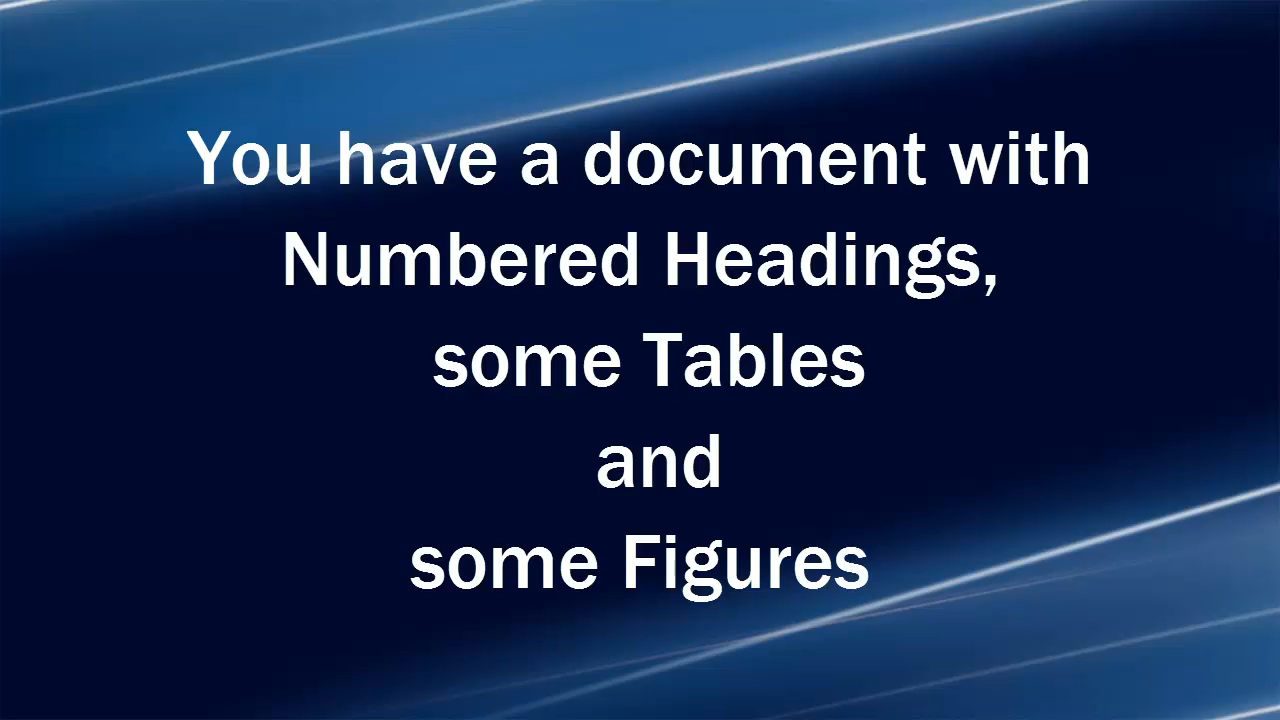 You have a document with
Numbered Headings,
some Tables
and
some Figures